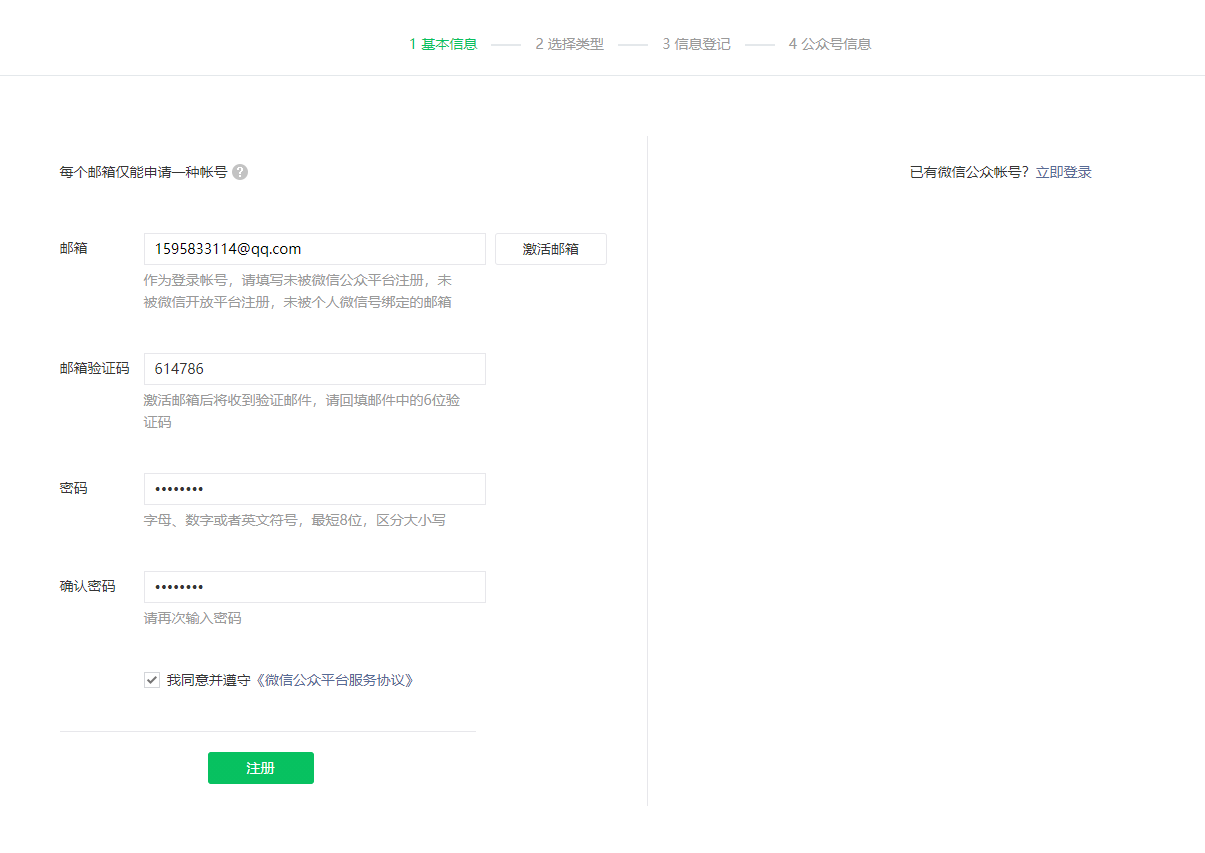 1 基本信息 2 选择类型 3 信息登记 4 公众号信息
每个邮箱仅能申请一种帐号 ?
已有微信公众帐号？立即登录
邮箱 1595833114@qq.com 激活邮箱
作为登录帐号，请填写未被微信公众平台注册，未
被微信开放平台注册，未被个人微信号绑定的邮箱
邮箱验证码 614786
激活邮箱后将收到验证邮件，请回填邮件中的6位验
证码
密码 ••••••••
字母、数字或者英文符号，最短8位，区分大小写
确认密码 ••••••••
请再次输入密码
我同意并遵守《微信公众平台服务协议》
注册